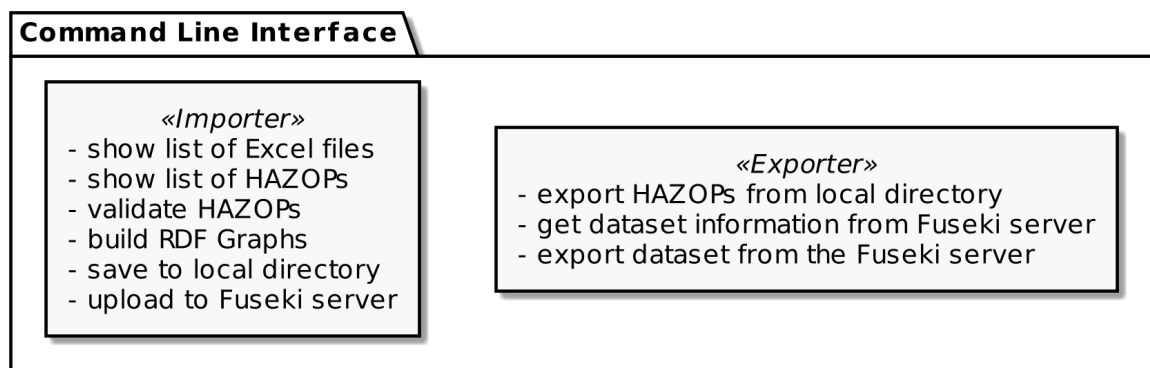 Command Line Interface
«Importer»
- show list of Excel files
- show list of HAZOPs
- validate HAZOPs
- build RDF Graphs
- save to local directory
- upload to Fuseki server
«Exporter»
- export HAZOPs from local directory
- get dataset information from Fuseki server
- export dataset from the Fuseki server